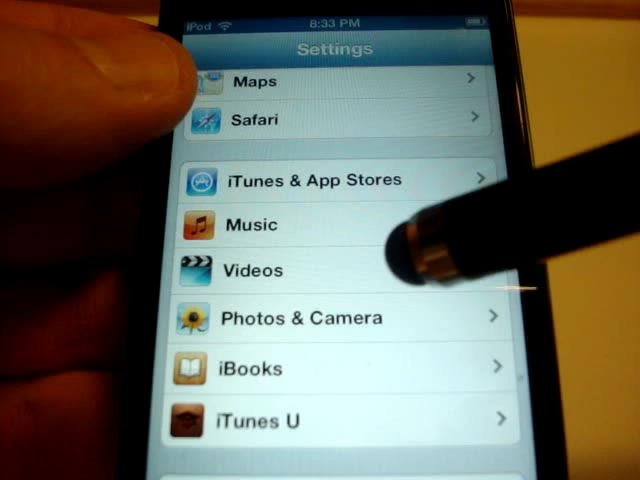 iPod 8:33 PM
Settings
Maps
Safari
iTunes & App Stores
Music
Videos
Photos & Camera
iBooks
iTunes U